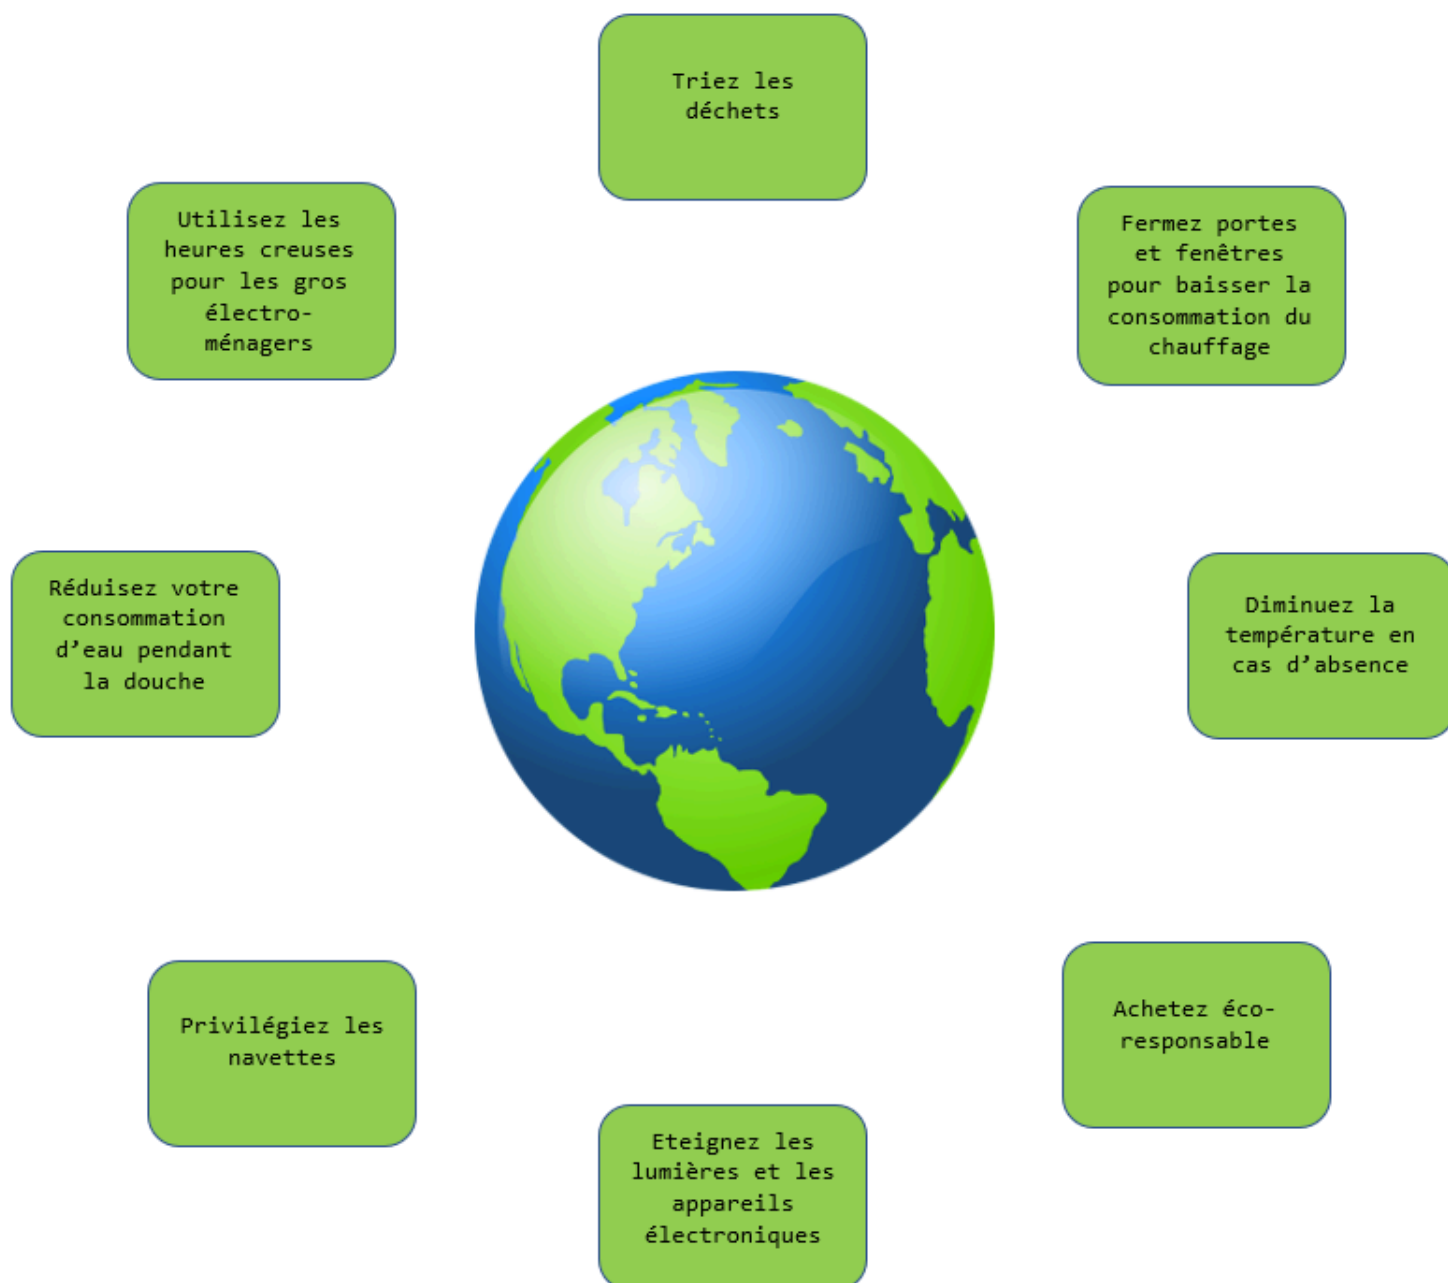 Triez les
déchets
Utilisez les
heures creuses
pour les gros
électro-
ménagers
Fermez portes
et fenêtres
pour baisser la
consommation du
chauffage
Réduisez votre
consommation
d’eau pendant
la douche
Diminuez la
température en
cas d’absence
Privilégiez les
navettes
Achetez éco-
responsable
Eteignez les
lumières et les
appareils
électroniques